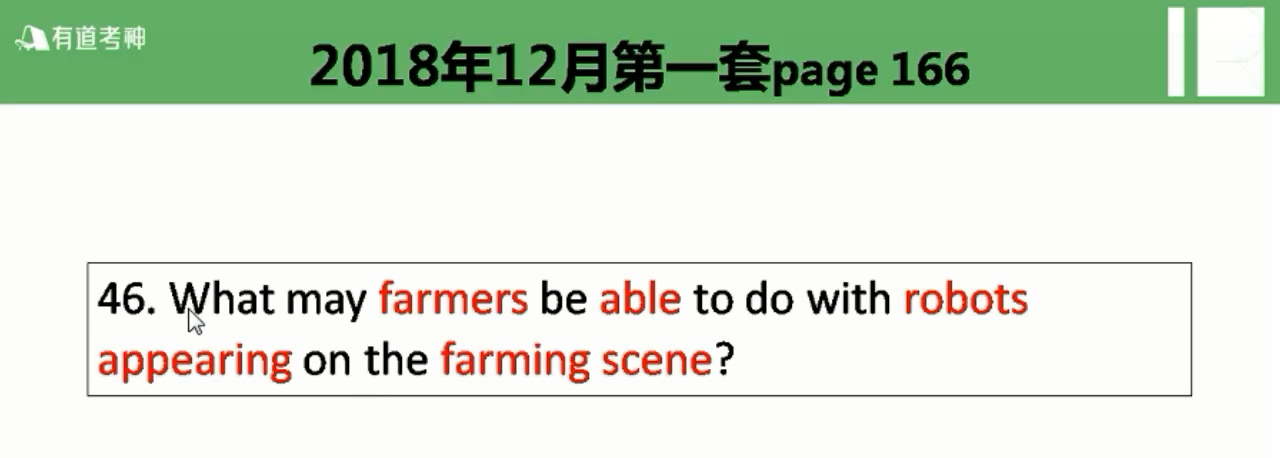 有道考神
2018年12月第一套page 166
46. What may farmers be able to do with robots
appearing on the farming scene?